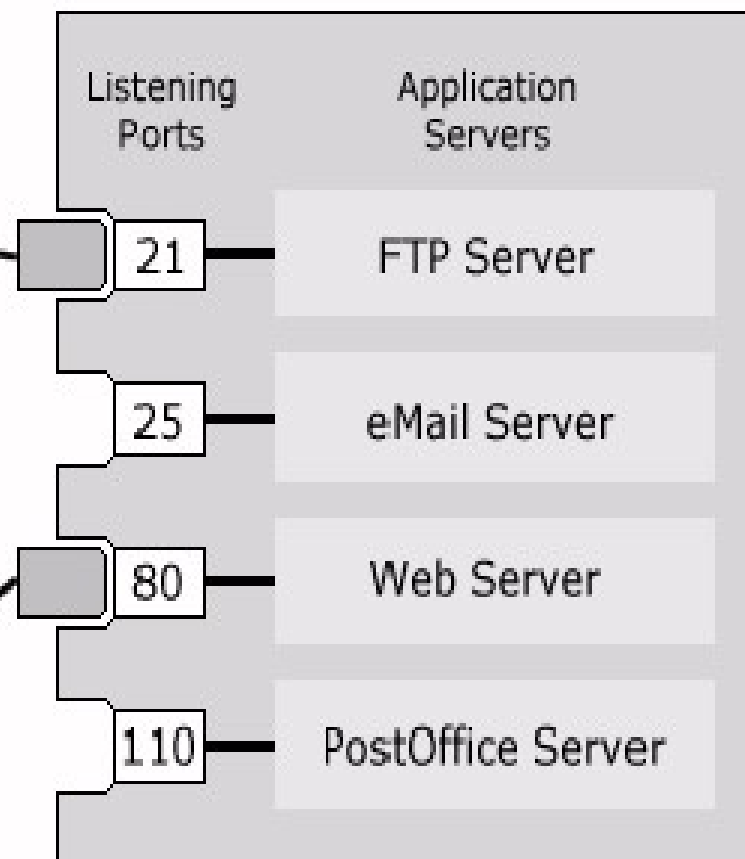 Listening
Ports
Application
Servers
21
FTP Server
25
eMail Server
80
Web Server
110
PostOffice Server